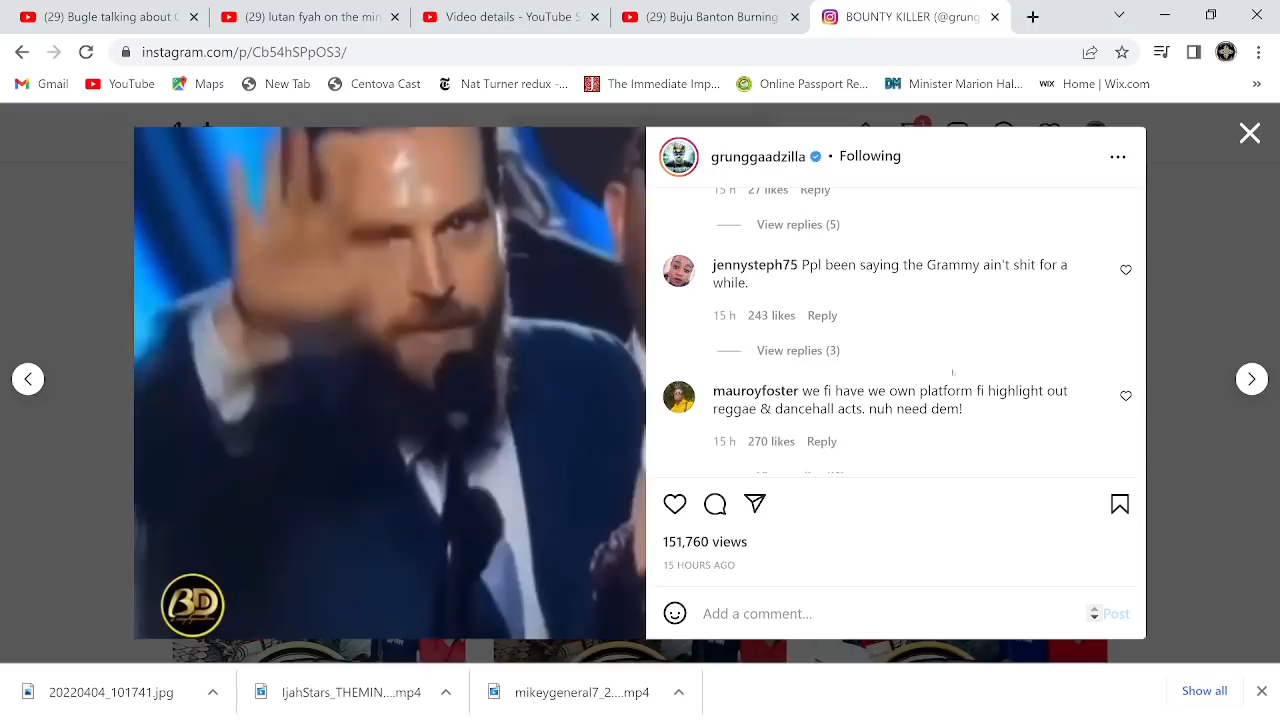 (29) Bugle talking about G
(29) lutan fyah the min
Video details - YouTube S
(29) Buju Banton Burning
BOUNTY KILLER (@grung
instagram.com/p/Cb54hSPpOS3/
Gmail
YouTube
Maps
New Tab
Centova Cast
Nat Turner redux -...
The Immediate Imp...
Online Passport Re...
Minister Marion Hal...
WIX Home | Wix.com
»
grunggaadzilla • Following
15 h 27 likes Reply
View replies (5)
jennysteph75 Ppl been saying the Grammy ain't shit for a
while.
15 h 243 likes Reply
View replies (3)
mauroyfoster we fi have we own platform fi highlight out
reggae & dancehall acts. nuh need dem!
15 h 270 likes Reply
151,760 views
15 HOURS AGO
Add a comment...
Post
BD
20220404_101741.jpg
IjahStars_THEMIN....mp4
mikeygeneral7_2....mp4
Show all